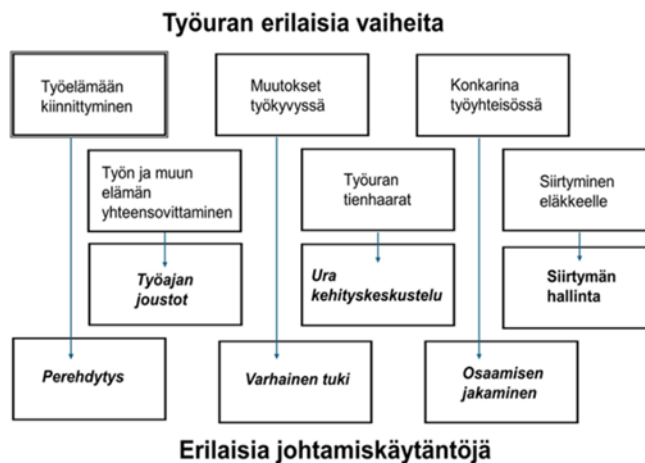 Työuran erilaisia vaiheita
Työelämään
kiinnittyminen
Muutokset
työkyvyssä
Konkarina
työyhteisössä
Työn ja muun
elämän
yhteensovittaminen
Työuran
tienhaarat
Siirtyminen
eläkkeelle
Työajan
joustot
Ura
kehityskeskustelu
Siirtymän
hallinta
Perehdytys
Varhainen tuki
Osaamisen
jakaminen
Erilaisia johtamiskäytäntöjä